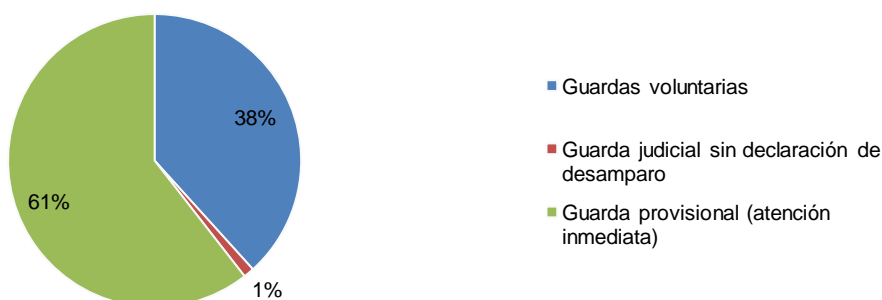 38%
61%
1%
Guardas voluntarias
Guarda judicial sin declaración de
desamparo
Guarda provisional (atención
inmediata)